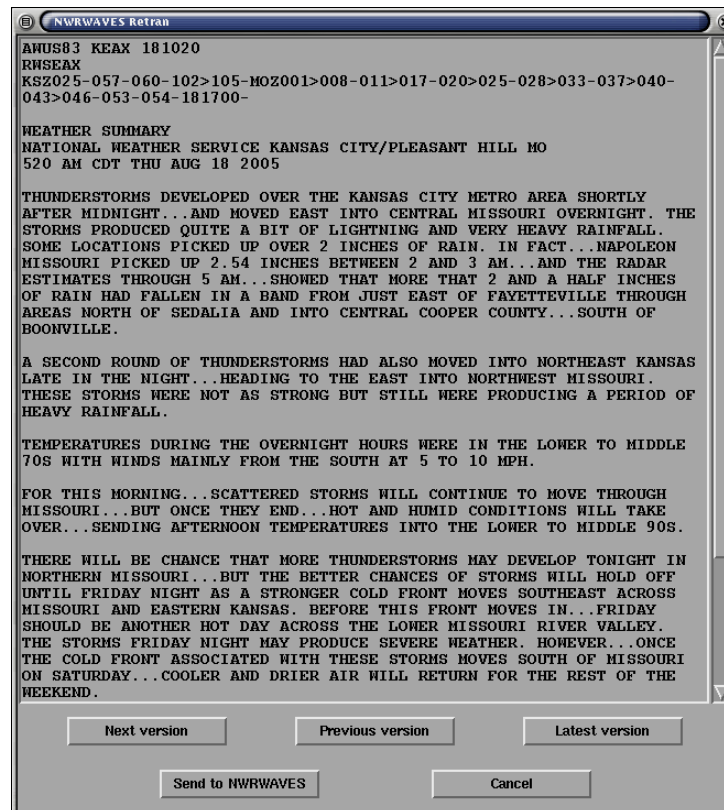 NWRWAVES Retran
AWUS83 KEAX 181020
RWSEAX
KSZ025-057-060-102>105-MOZ001>008-011>017-020>025-028>033-037>040-
043>046-053-054-181700-
WEATHER SUMMARY
NATIONAL WEATHER SERVICE KANSAS CITY/PLEASANT HILL MO
520 AM CDT THU AUG 18 2005
THUNDERSTORMS DEVELOPED OVER THE KANSAS CITY METRO AREA SHORTLY
AFTER MIDNIGHT...AND MOVED EAST INTO CENTRAL MISSOURI OVERNIGHT. THE
STORMS PRODUCED QUITE A BIT OF LIGHTNING AND VERY HEAVY RAINFALL.
SOME LOCATIONS PICKED UP OVER 2 INCHES OF RAIN. IN FACT...NAPOLEON
MISSOURI PICKED UP 2.54 INCHES BETWEEN 2 AND 3 AM...AND THE RADAR
ESTIMATES THROUGH 5 AM...SHOWED THAT MORE THAT 2 AND A HALF INCHES
OF RAIN HAD FALLEN IN A BAND FROM JUST EAST OF FAYETTEVILLE THROUGH
AREAS NORTH OF SEDALIA AND INTO CENTRAL COOPER COUNTY...SOUTH OF
BOONVILLE.
A SECOND ROUND OF THUNDERSTORMS HAD ALSO MOVED INTO NORTHEAST KANSAS
LATE IN THE NIGHT...HEADING TO THE EAST INTO NORTHWEST MISSOURI.
THESE STORMS WERE NOT AS STRONG BUT STILL WERE PRODUCING A PERIOD OF
HEAVY RAINFALL.
TEMPERATURES DURING THE OVERNIGHT HOURS WERE IN THE LOWER TO MIDDLE
70S WITH WINDS MAINLY FROM THE SOUTH AT 5 TO 10 MPH.
FOR THIS MORNING...SCATTERED STORMS WILL CONTINUE TO MOVE THROUGH
MISSOURI...BUT ONCE THEY END...HOT AND HUMID CONDITIONS WILL TAKE
OVER...SENDING AFTERNOON TEMPERATURES INTO THE LOWER TO MIDDLE 90S.
THERE WILL BE CHANCE THAT MORE THUNDERSTORMS MAY DEVELOP TONIGHT IN
NORTHERN MISSOURI...BUT THE BETTER CHANCES OF STORMS WILL HOLD OFF
UNTIL FRIDAY NIGHT AS A STRONGER COLD FRONT MOVES SOUTHEAST ACROSS
MISSOURI AND EASTERN KANSAS. BEFORE THIS FRONT MOVES IN...FRIDAY
SHOULD BE ANOTHER HOT DAY ACROSS THE LOWER MISSOURI RIVER VALLEY.
THE STORMS FRIDAY NIGHT MAY PRODUCE SEVERE WEATHER. HOWEVER...ONCE
THE COLD FRONT ASSOCIATED WITH THESE STORMS MOVES SOUTH OF MISSOURI
ON SATURDAY...COOLER AND DRIER AIR WILL RETURN FOR THE REST OF THE
WEEKEND.
Next version Previous version Latest version
Send to NWRWAVES Cancel